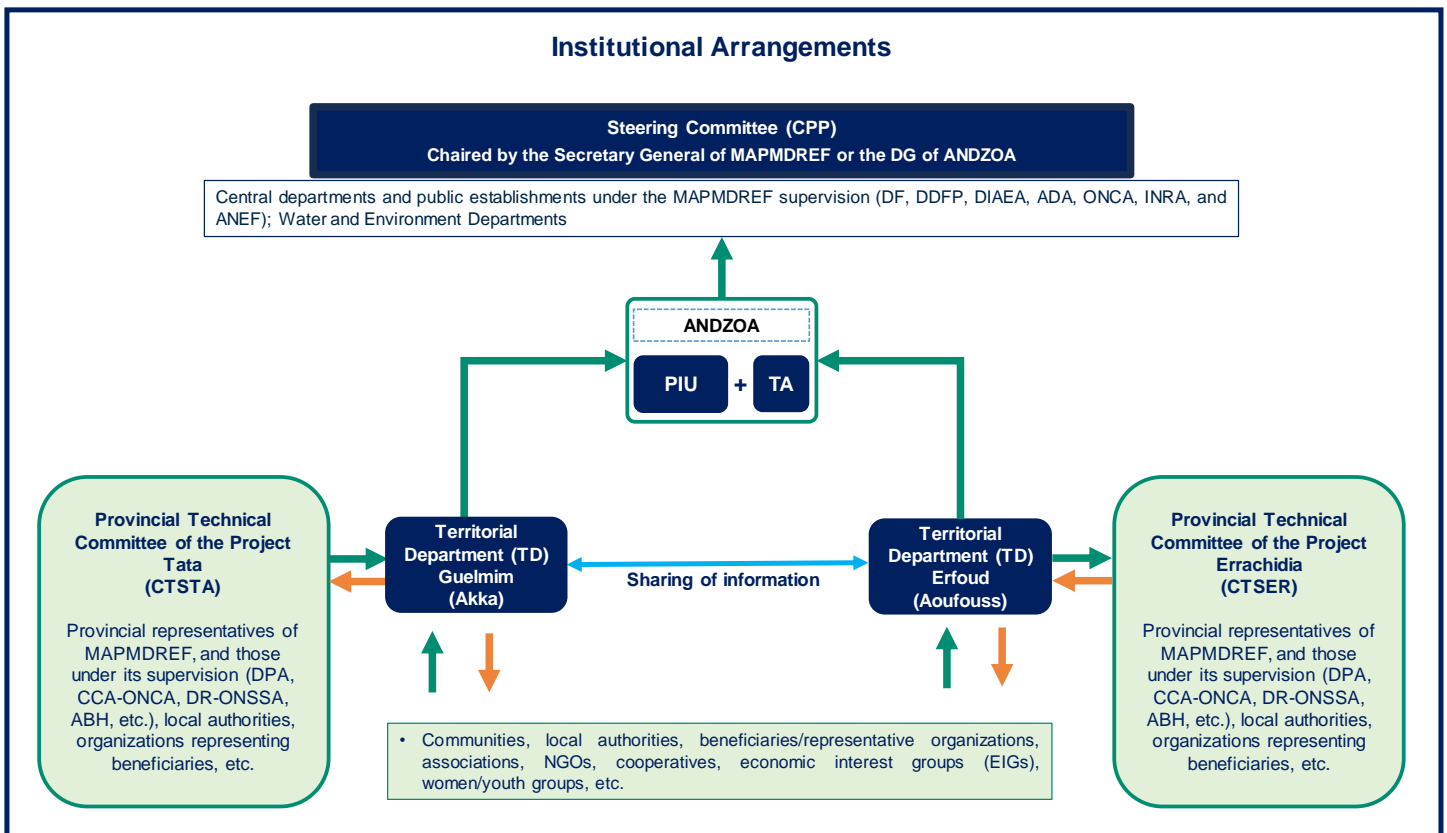 Institutional Arrangements
Steering Committee (CPP)
Chaired by the Secretary General of MAPMDREF or the DG of ANDZOA
Central departments and public establishments under the MAPMDREF supervision (DF, DDFP, DIAEA, ADA, ONCA, INRA, and
ANEF); Water and Environment Departments
ANDZOA
PIU + TA
Provincial Technical
Committee of the Project
Tata
(CTSTA)
Provincial representatives of
MAPMDREF, and those
under its supervision (DPA,
CCA-ONCA, DR-ONSSA,
ABH, etc.), local authorities,
organizations representing
beneficiaries, etc.
Territorial
Department (TD)
Guelmim
(Akka)
Sharing of information
Territorial
Department (TD)
Erfoud
(Aoufouss)
Provincial Technical
Committee of the Project
Errachidia
(CTSER)
Provincial representatives of
MAPMDREF, and those
under its supervision (DPA,
CCA-ONCA, DR-ONSSA,
ABH, etc.), local authorities,
organizations representing
beneficiaries, etc.
• Communities, local authorities, beneficiaries/representative organizations,
associations, NGOs, cooperatives, economic interest groups (EIGs),
women/youth groups, etc.